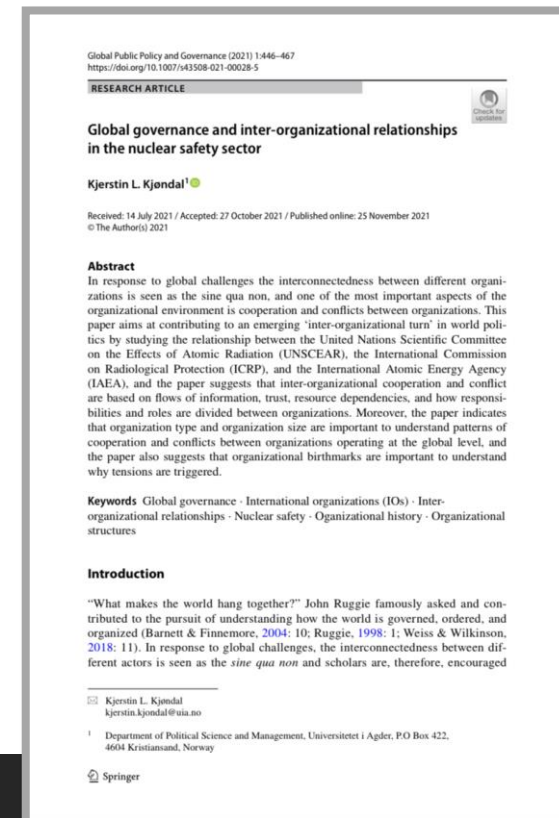 Global Public Policy and Governance (2021) 1:446–467
https://doi.org/10.1007/s43508-021-00028-5
RESEARCH ARTICLE
Check for
updates
Global governance and inter-organizational relationships
in the nuclear safety sector
Kjerstin L. Kjøndal¹
Received: 14 July 2021 / Accepted: 27 October 2021 / Published online: 25 November 2021
© The Author(s) 2021
Abstract
In response to global challenges the interconnectedness between different organi-
zations is seen as the sine qua non, and one of the most important aspects of the
organizational environment is cooperation and conflicts between organizations. This
paper aims at contributing to an emerging ‘inter-organizational turn’ in world poli-
tics by studying the relationship between the United Nations Scientific Committee
on the Effects of Atomic Radiation (UNSCEAR), the International Commission
on Radiological Protection (ICRP), and the International Atomic Energy Agency
(IAEA), and the paper suggests that inter-organizational cooperation and conflict
are based on flows of information, trust, resource dependencies, and how responsi-
bilities and roles are divided between organizations. Moreover, the paper indicates
that organization type and organization size are important to understand patterns of
cooperation and conflicts between organizations operating at the global level, and
the paper also suggests that organizational birthmarks are important to understand
why tensions are triggered.
Keywords Global governance · International organizations (IOs) · Inter-
organizational relationships · Nuclear safety · Oganizational history · Organizational
structures
Introduction
“What makes the world hang together?” John Ruggie famously asked and con-
tributed to the pursuit of understanding how the world is governed, ordered, and
organized (Barnett & Finnemore, 2004: 10; Ruggie, 1998: 1; Weiss & Wilkinson,
2018: 11). In response to global challenges, the interconnectedness between dif-
ferent actors is seen as the sine qua non and scholars are, therefore, encouraged
Kjerstin L. Kjøndal
kjerstin.kjondal@uia.no
1 Department of Political Science and Management, Universitetet i Agder, P.O Box 422,
4604 Kristiansand, Norway
Springer